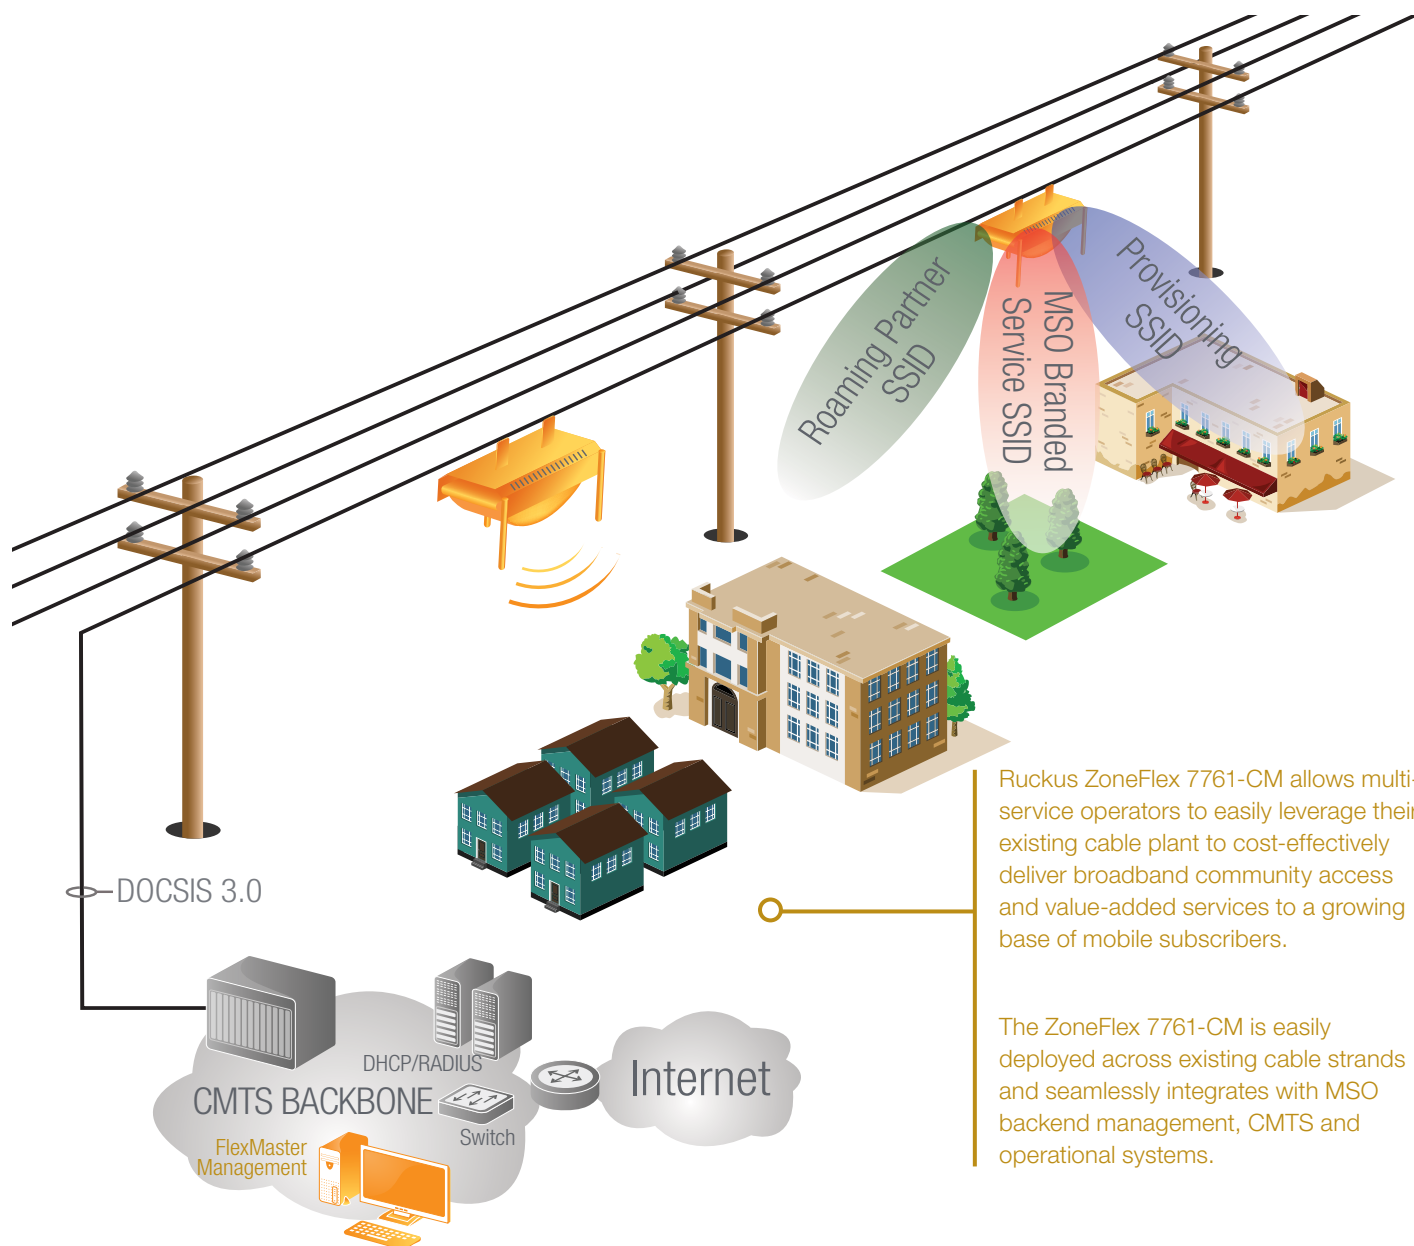 Roaming Partner
SSID
MSO Branded
Service SSID
Provisioning
SSID
Ruckus ZoneFlex 7761-CM allows multi-
service operators to easily leverage their
existing cable plant to cost-effectively
deliver broadband community access
and value-added services to a growing
base of mobile subscribers.
The ZoneFlex 7761-CM is easily
deployed across existing cable strands
and seamlessly integrates with MSO
backend management, CMTS and
operational systems.
DOCSIS 3.0
DHCP/RADIUS
CMTS BACKBONE
Switch
FlexMaster
Management
Internet